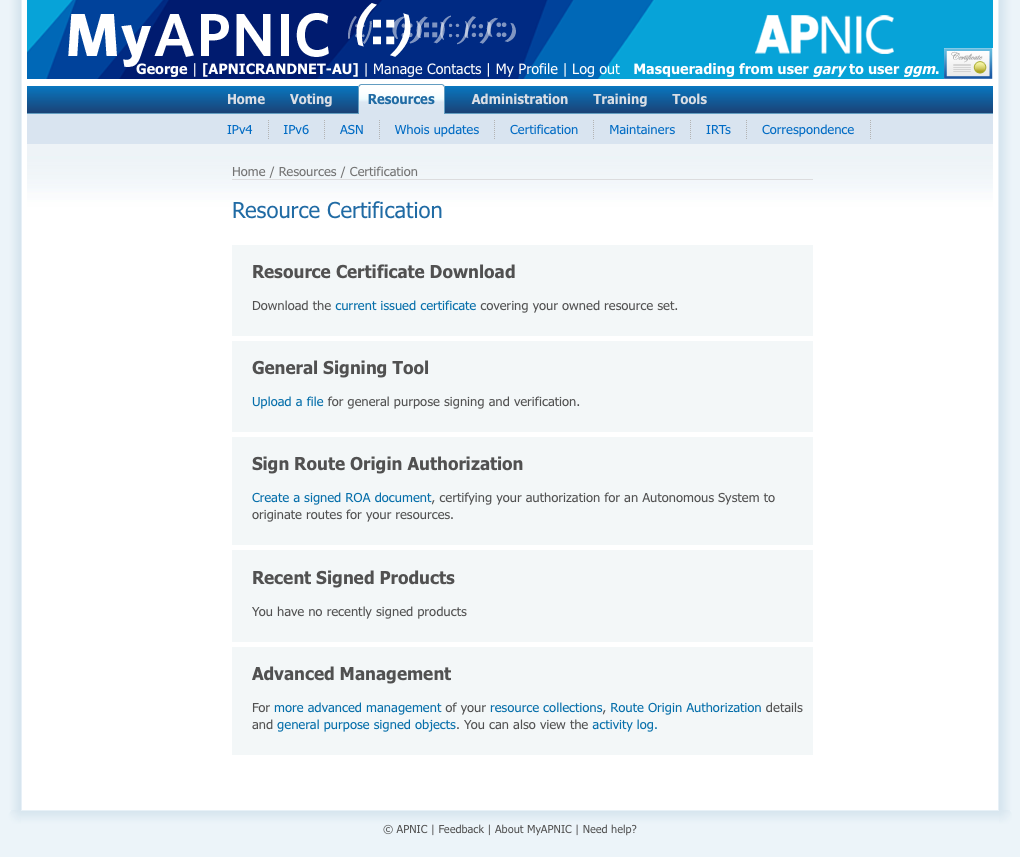 MyAPNIC (::) (::) (::) (::) (::) APNIC
George | [APNICRANDNET-AU] | Manage Contacts | My Profile | Log out Masquerading from user gary to user ggm. Certificate
Home Voting Resources Administration Training Tools
IPv4 IPv6 ASN Whois updates Certification Maintainers IRTs Correspondence
Home / Resources / Certification
Resource Certification
Resource Certificate Download
Download the current issued certificate covering your owned resource set.
General Signing Tool
Upload a file for general purpose signing and verification.
Sign Route Origin Authorization
Create a signed ROA document, certifying your authorization for an Autonomous System to
originate routes for your resources.
Recent Signed Products
You have no recently signed products
Advanced Management
For more advanced management of your resource collections, Route Origin Authorization details
and general purpose signed objects. You can also view the activity log.
© APNIC | Feedback | About MyAPNIC | Need help?